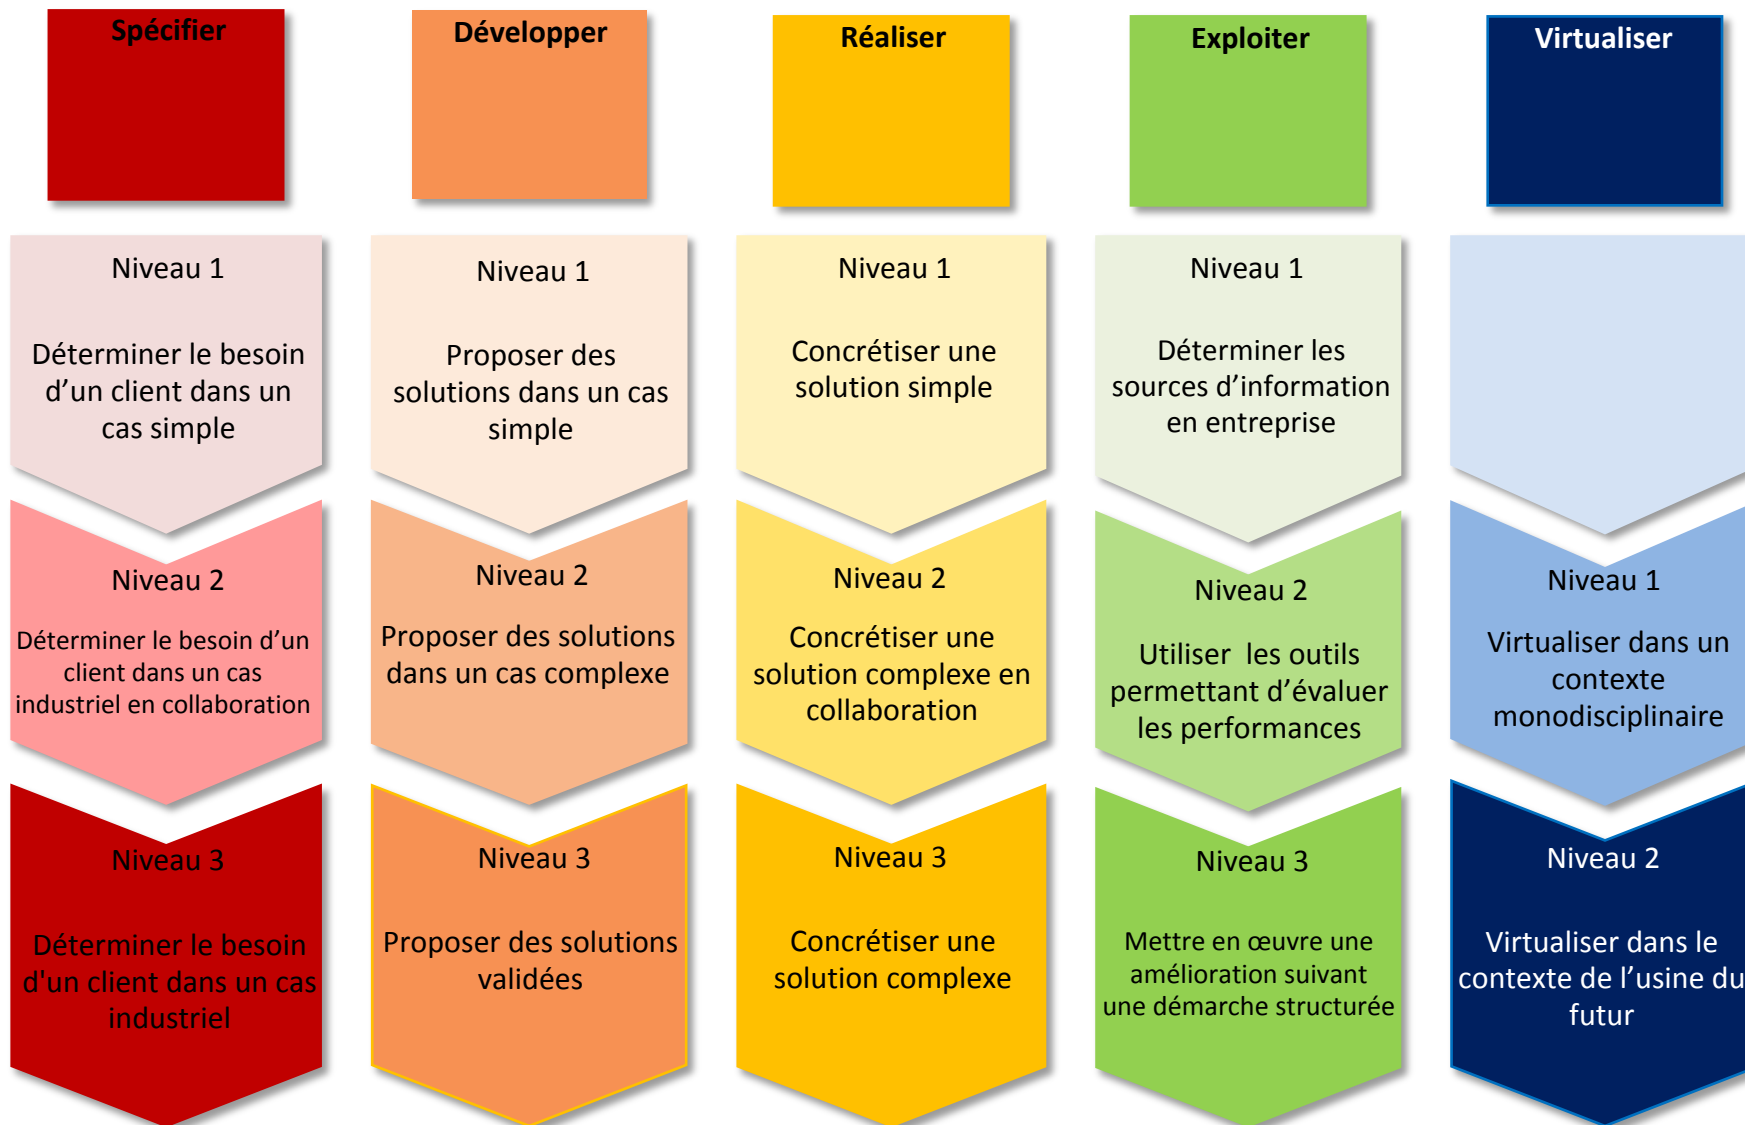 Spécifier
Développer
Réaliser
Exploiter
Virtualiser
Niveau 1
Déterminer le besoin
d’un client dans un
cas simple
Niveau 1
Proposer des
solutions dans un cas
simple
Niveau 1
Concrétiser une
solution simple
Niveau 1
Déterminer les
sources d’information
en entreprise
Niveau 2
Déterminer le besoin d’un
client dans un cas
industriel en collaboration
Niveau 2
Proposer des solutions
dans un cas complexe
Niveau 2
Concrétiser une
solution complexe en
collaboration
Niveau 2
Utiliser  les outils
permettant d’évaluer
les performances
Niveau 1
Virtualiser dans un
contexte
monodisciplinaire
Niveau 3
Déterminer le besoin
d'un client dans un cas
industriel
Niveau 3
Proposer des solutions
validées
Niveau 3
Concrétiser une
solution complexe
Niveau 3
Mettre en œuvre une
amélioration suivant
une démarche structurée
Niveau 2
Virtualiser dans le
contexte de l’usine du
futur